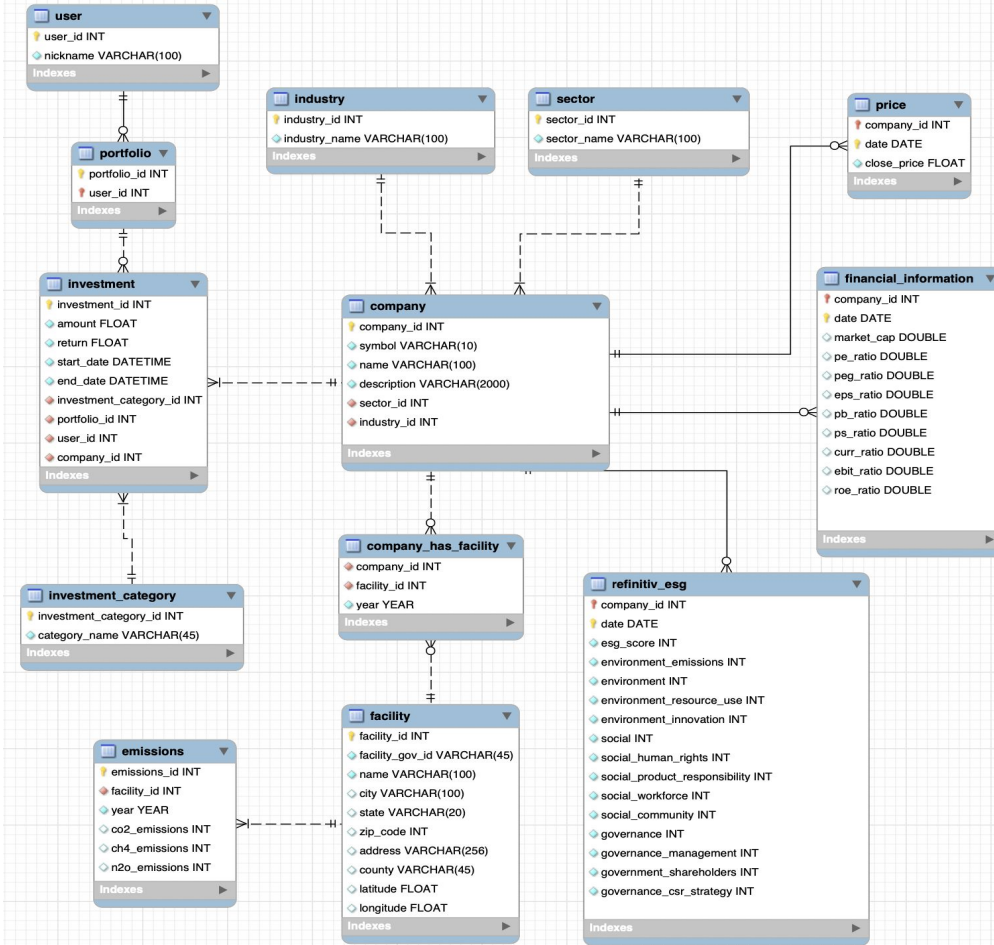 user
user_id INT
nickname VARCHAR(100)
Indexes
portfolio
portfolio_id INT
user_id INT
Indexes
investment
investment_id INT
amount FLOAT
return FLOAT
start_date DATETIME
end_date DATETIME
investment_category_id INT
portfolio_id INT
user_id INT
company_id INT
Indexes
investment_category
investment_category_id INT
category_name VARCHAR(45)
Indexes
emissions
emissions_id INT
facility_id INT
year YEAR
co2_emissions INT
ch4_emissions INT
n2o_emissions INT
Indexes
industry
industry_id INT
industry_name VARCHAR(100)
Indexes
sector
sector_id INT
sector_name VARCHAR(100)
Indexes
company
company_id INT
symbol VARCHAR(10)
name VARCHAR(100)
description VARCHAR(2000)
sector_id INT
industry_id INT
Indexes
company_has_facility
company_id INT
facility_id INT
year YEAR
Indexes
facility
facility_id INT
facility_gov_id VARCHAR(45)
name VARCHAR(100)
city VARCHAR(100)
state VARCHAR(20)
zip_code INT
address VARCHAR(256)
county VARCHAR(45)
latitude FLOAT
longitude FLOAT
Indexes
price
company_id INT
date DATE
close_price FLOAT
Indexes
financial_information
company_id INT
date DATE
market_cap DOUBLE
pe_ratio DOUBLE
peg_ratio DOUBLE
eps_ratio DOUBLE
pb_ratio DOUBLE
ps_ratio DOUBLE
curr_ratio DOUBLE
ebit_ratio DOUBLE
roe_ratio DOUBLE
Indexes
refinitiv_esg
company_id INT
date DATE
esg_score INT
environment_emissions INT
environment INT
environment_resource_use INT
environment_innovation INT
social INT
social_human_rights INT
social_product_responsibility INT
social_workforce INT
social_community INT
governance INT
governance_management INT
government_shareholders INT
governance_csr_strategy INT
Indexes